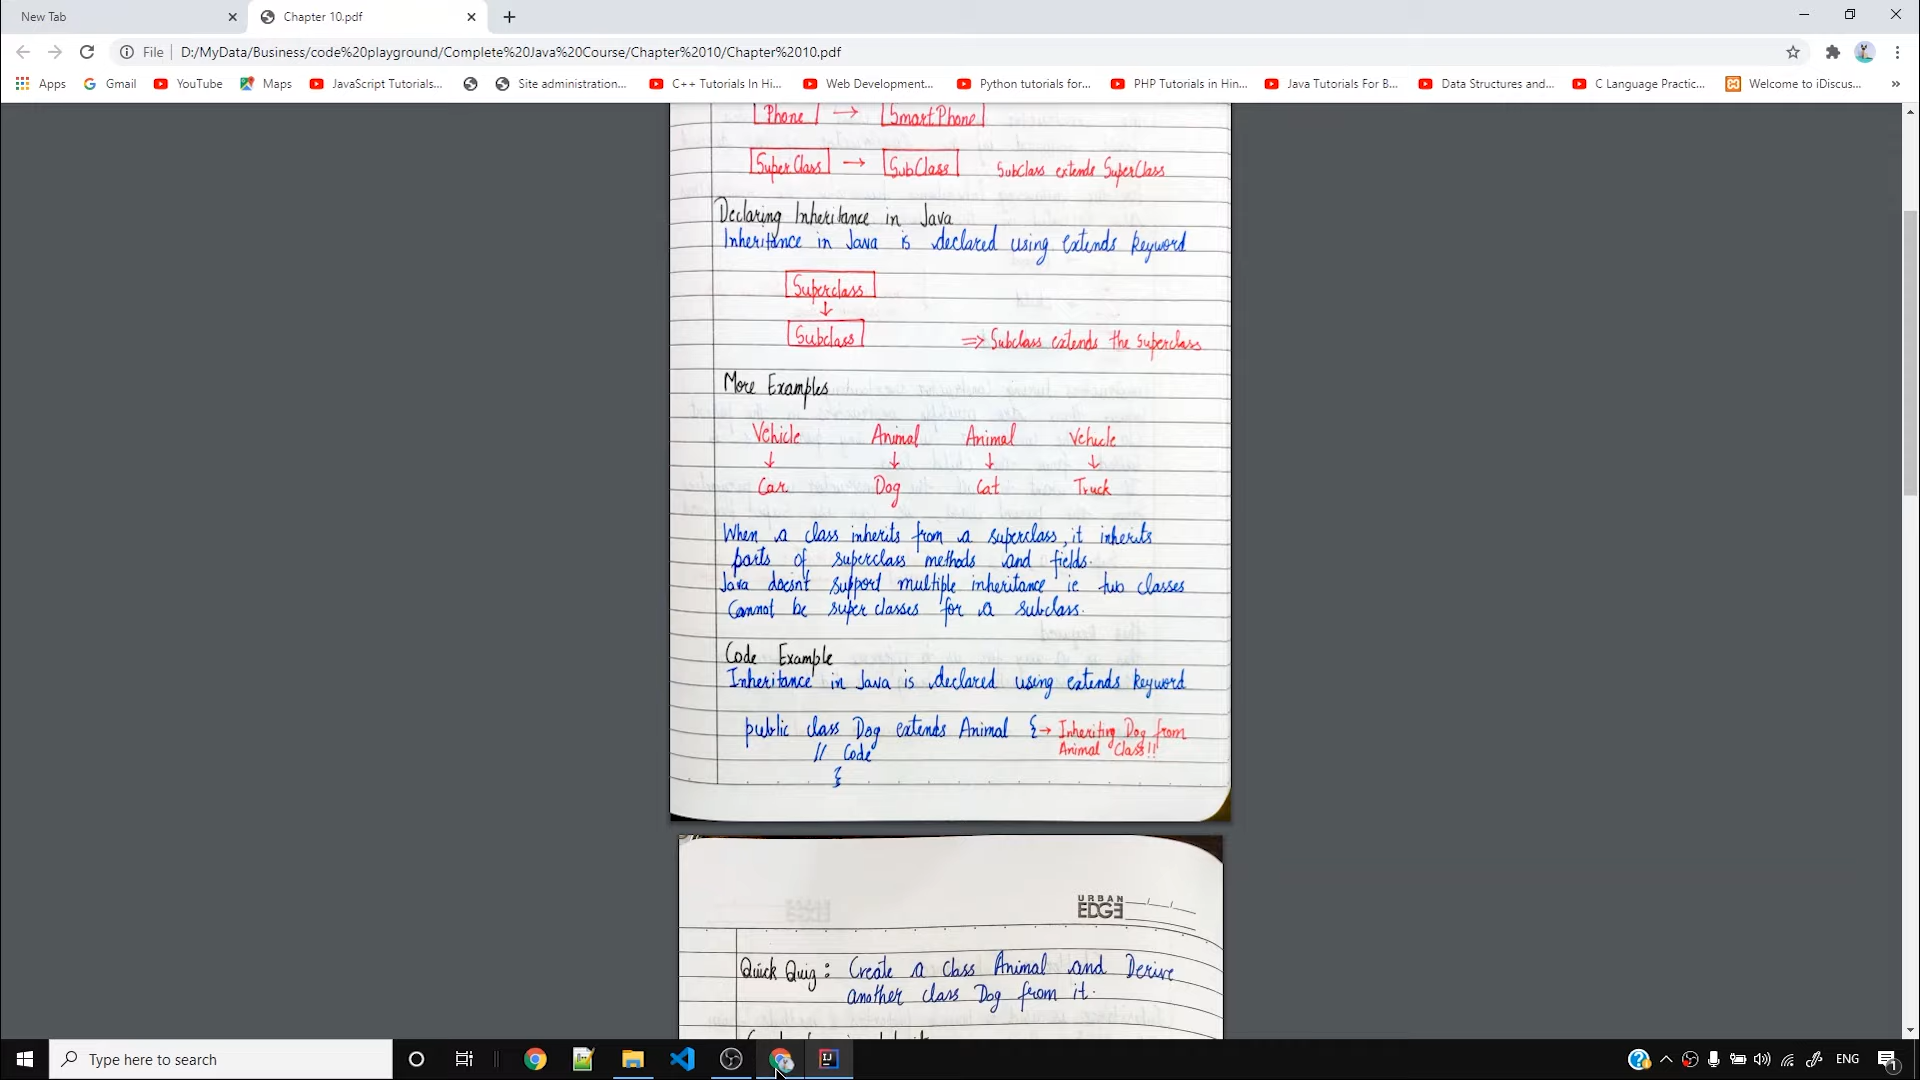 New Tab
Chapter 10.pdf
File | D:/MyData/Business/code%20playground/Complete%20Java%20Course/Chapter%2010/Chapter%2010.pdf
Apps Gmail YouTube Maps JavaScript Tutorials... Site administration... C++ Tutorials In Hi... Web Development... Python tutorials for... PHP Tutorials in Hin... Java Tutorials For B... Data Structures and... C Language Practic... Welcome to iDiscus... »
Phone → SmartPhone
SuperClass → SubClass SubClass extends SuperClass
Declaring Inheritance in Java
Inheritance in Java is declared using extends keyword
Superclass
↓
Subclass ⇒ Subclass extends the superclass
More Examples
Vehicle Animal Animal Vehicle
↓ ↓ ↓ ↓
Car Dog Cat Truck
When a class inherits from a superclass, it inherits
parts of superclass methods and fields.
Java doesn't support multiple inheritance ie two classes
Cannot be super classes for a subclass.
Code Example
Inheritance in Java is declared using extends keyword
public class Dog extends Animal { → Inheriting Dog from
// Code Animal Class!!
}
URBAN
EDGE
Quick Quiz: Create a class Animal and Derive
another class Dog from it.
Type here to search
ENG
1